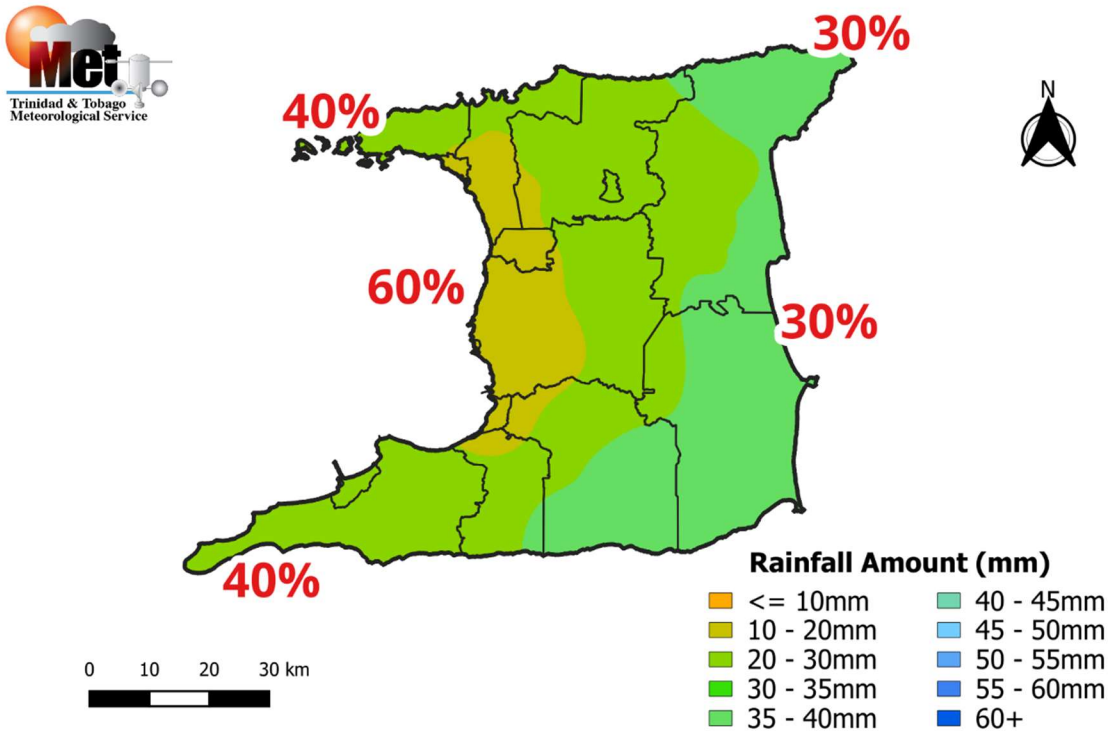 Met
Trinidad & Tobago
Meteorological Service
30%
40%
N
60%
30%
40%
Rainfall Amount (mm)
<= 10mm
10 - 20mm
20 - 30mm
30 - 35mm
35 - 40mm
40 - 45mm
45 - 50mm
50 - 55mm
55 - 60mm
60+
0 10 20 30 km